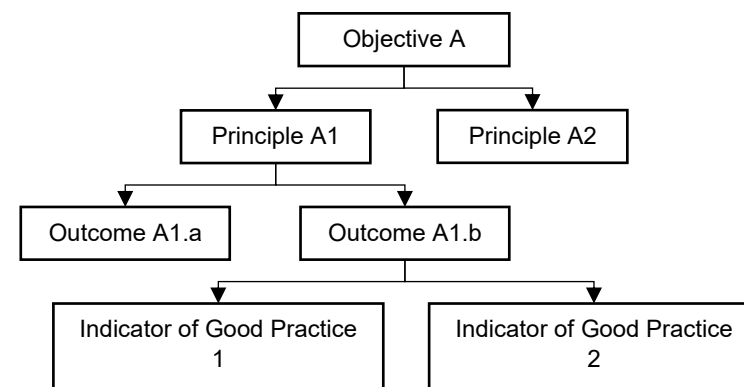 Objective A
Principle A1
Principle A2
Outcome A1.a
Outcome A1.b
Indicator of Good Practice
1
Indicator of Good Practice
2